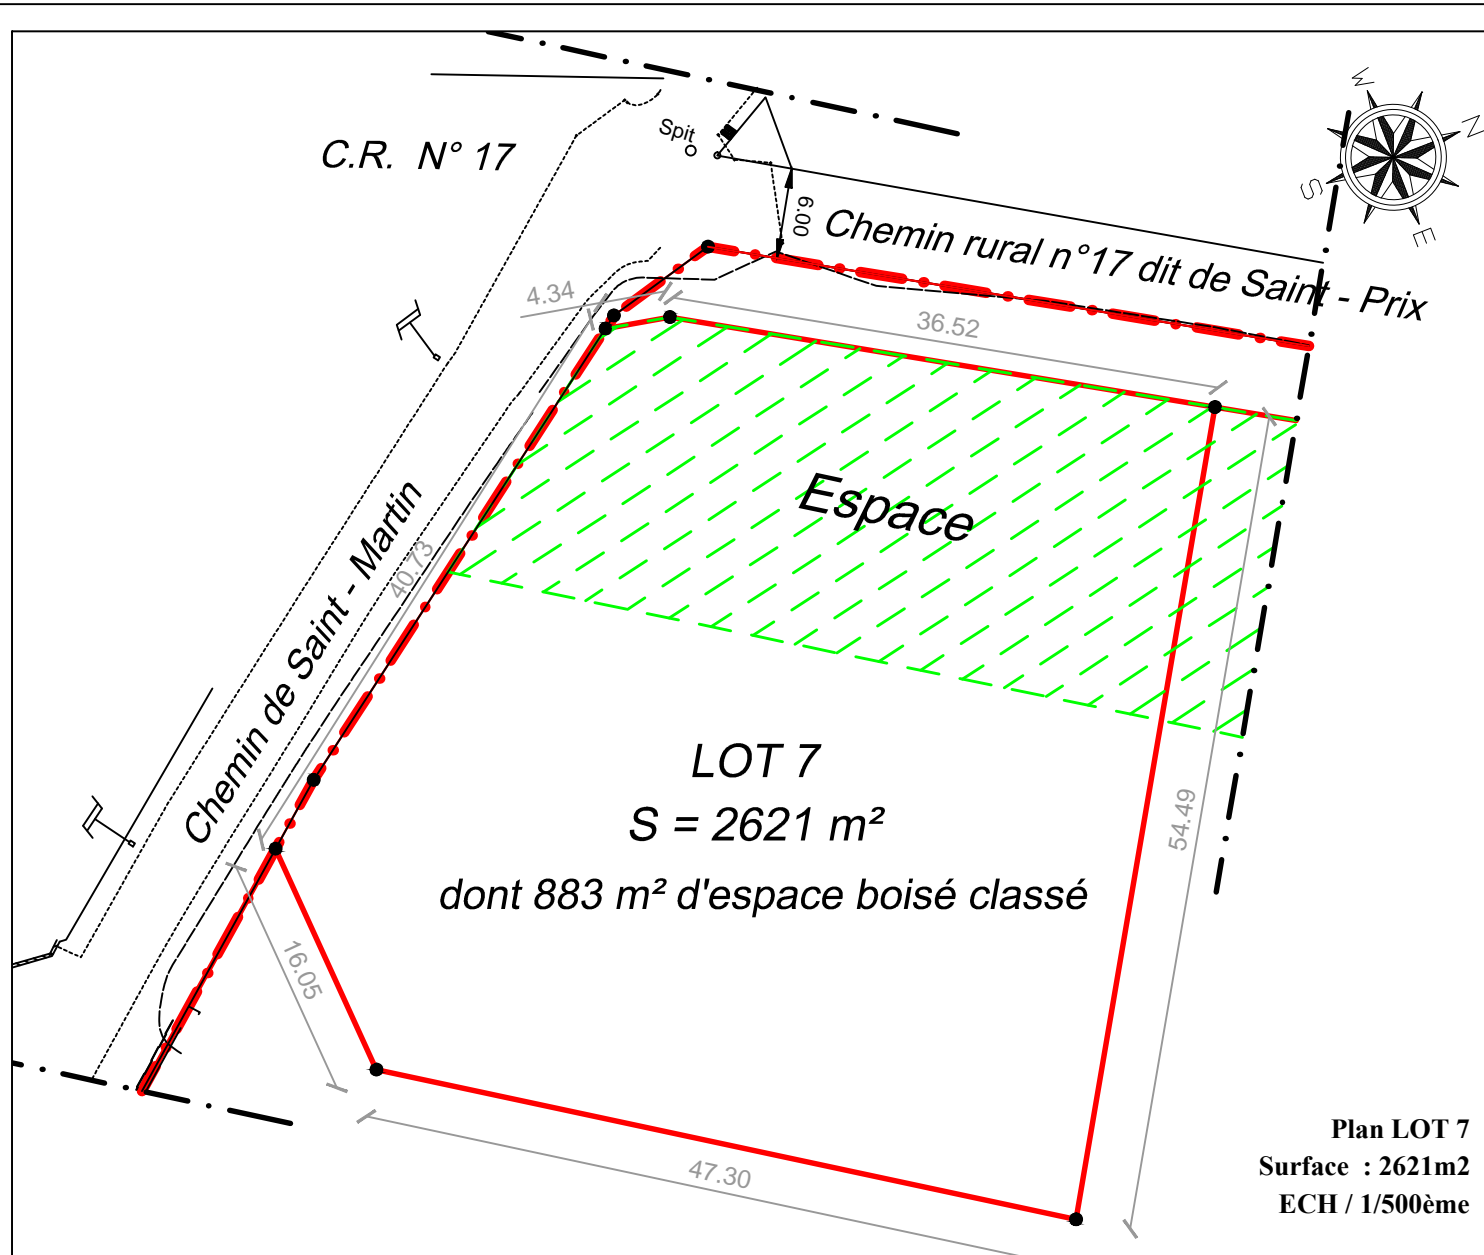 C.R. N° 17
Spit
6.00
Chemin rural n°17 dit de Saint - Prix
W
N
S
E
4.34
36.52
Espace
Chemin de Saint - Martin
40.73
LOT 7
S = 2621 m²
dont 883 m² d'espace boisé classé
54.49
16.05
47.30
Plan LOT 7
Surface : 2621m2
ECH / 1/500ème